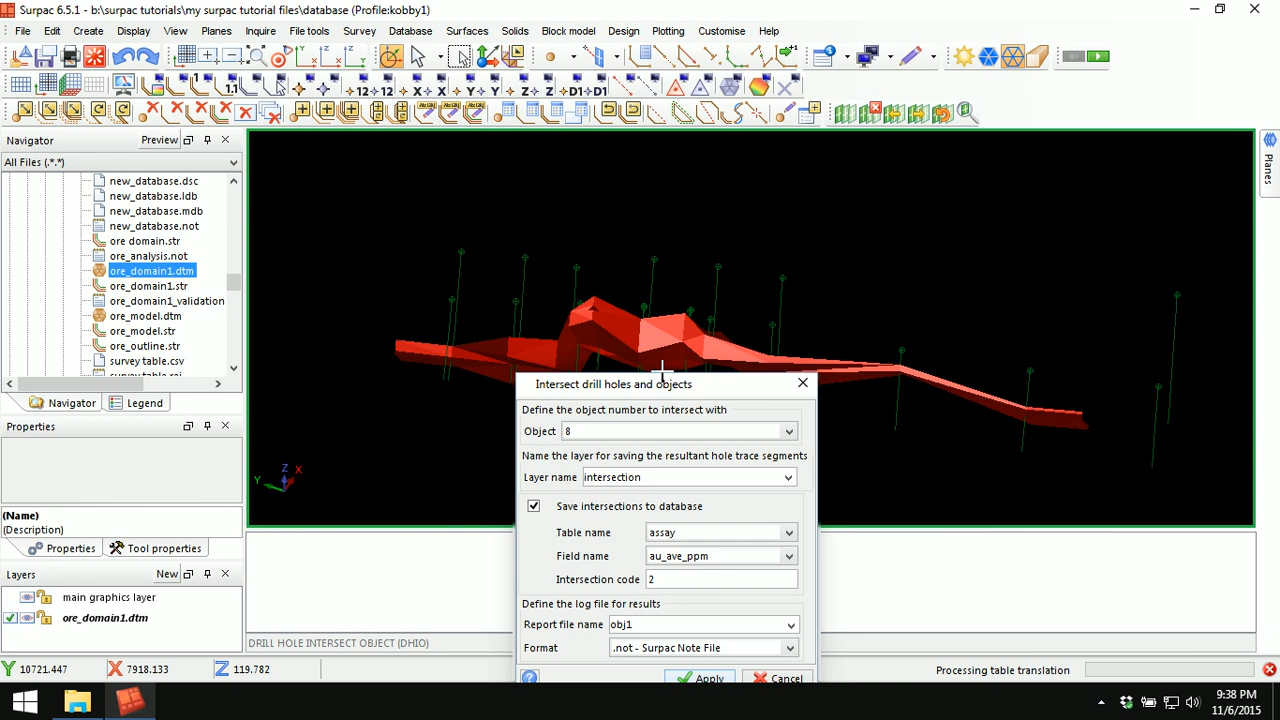 Surpac 6.5.1 - b:\surpac tutorials\my surpac tutorial files\database (Profile:kobby1)
File Edit Create Display View Planes Inquire File tools Survey Surfaces Solids Block model Database Design Plotting Customise Help
Navigator Preview
All Files (.*.*)
new_database.dsc
new_database.ldb
new_database.mdb
new_database.not
ore domain.str
ore_analysis.not
ore_domain1.dtm
ore_domain1.str
ore_domain1_validation
ore_model.dtm
ore_model.str
ore_outline.str
survey table.csv
Navigator Legend
Properties
(Name)
(Description)
Properties Tool properties
Layers New
main graphics layer
ore_domain1.dtm
Planes
Z X Y
Intersect drill holes and objects
Define the object number to intersect with
Object 8
Name the layer for saving the resultant hole trace segments
Layer name intersection
Save intersections to database
Table name assay
Field name au_ave_ppm
Intersection code 2
Define the log file for results
Report file name obj1
Format .not - Surpac Note File
Apply Cancel
DRILL HOLE INTERSECT OBJECT (DHIO)
Y 10721.447 X 7918.133 Z 119.782
Processing table translation
9:38 PM
11/6/2015